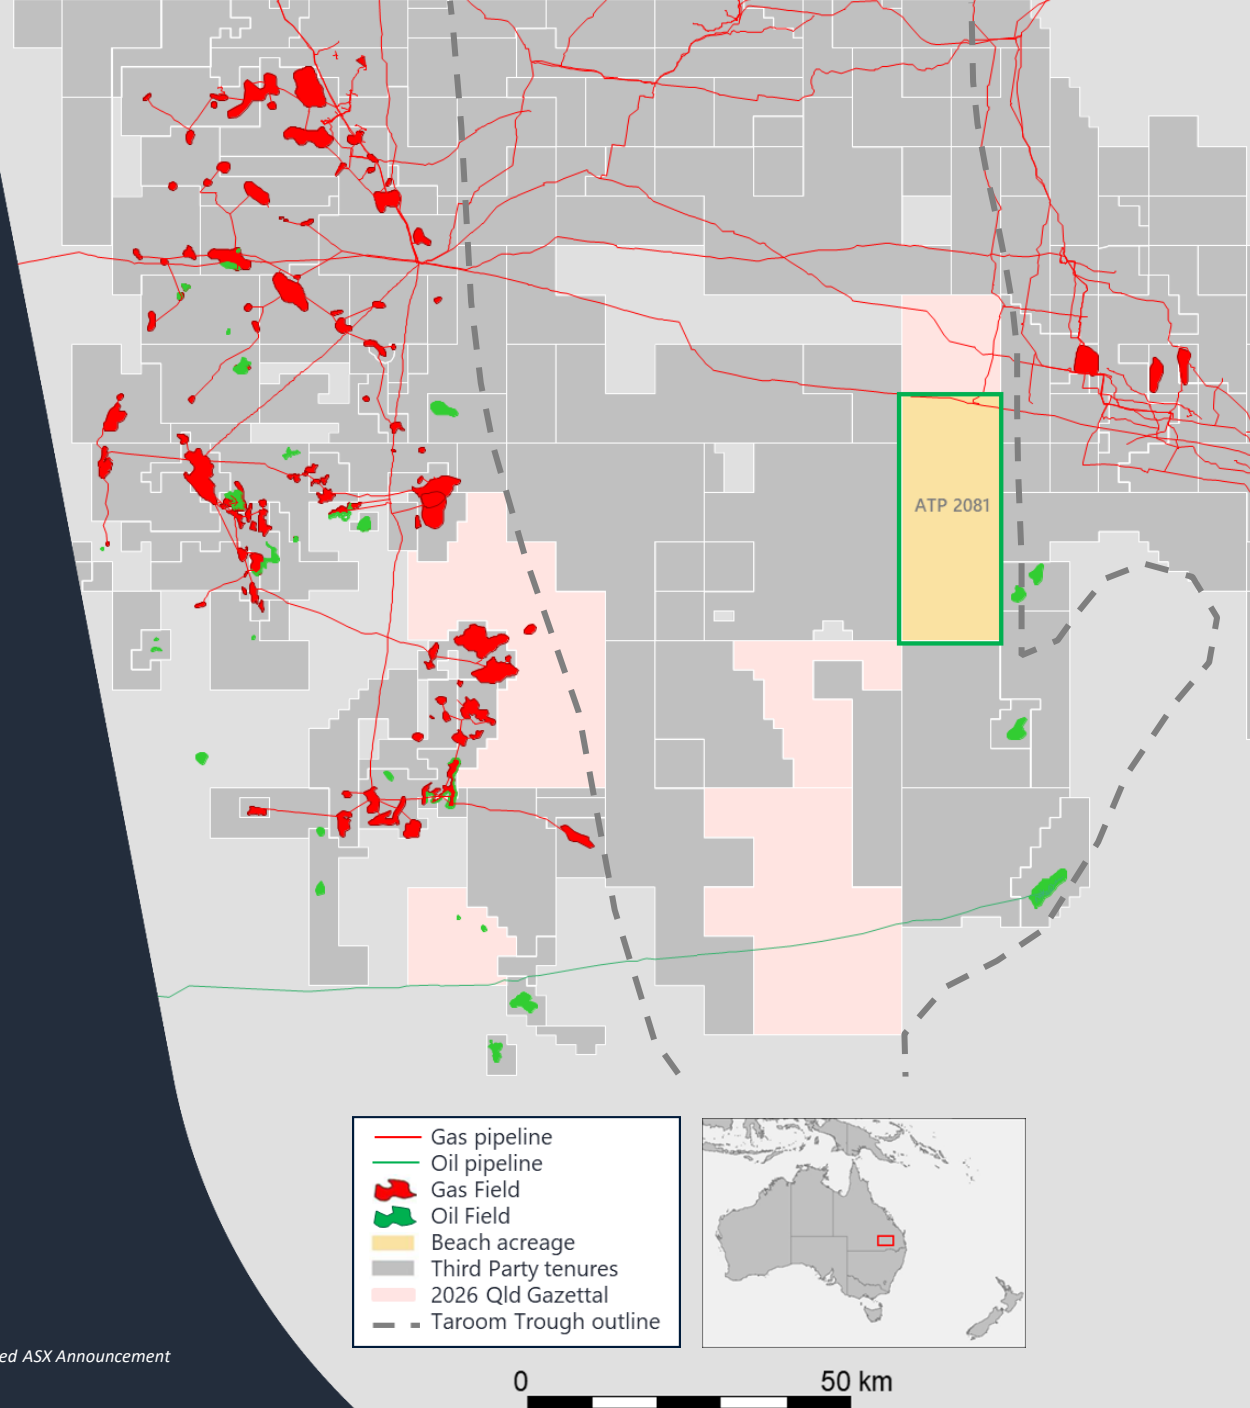 ATP 2081
Gas pipeline
Oil pipeline
Gas Field
Oil Field
Beach acreage
Third Party tenures
2026 Qld Gazettal
Taroom Trough outline
ed ASX Announcement
0 50 km